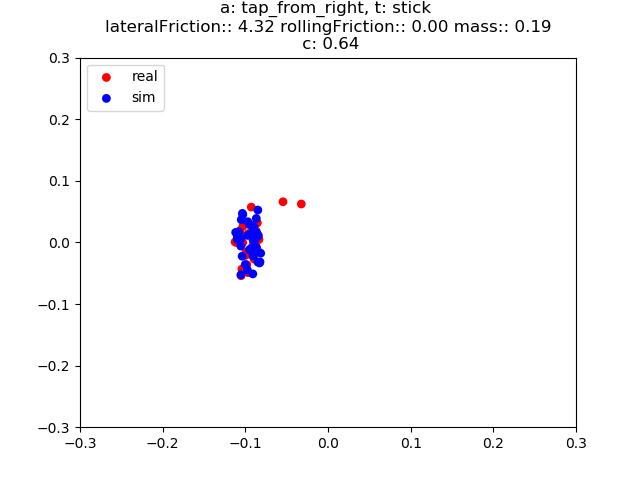 a: tap_from_right, t: stick
lateralFriction:: 4.32 rollingFriction:: 0.00 mass:: 0.19
c: 0.64
real
sim
0.3
0.2
0.1
0.0
−0.1
−0.2
−0.3
−0.3 −0.2 −0.1 0.0 0.1 0.2 0.3